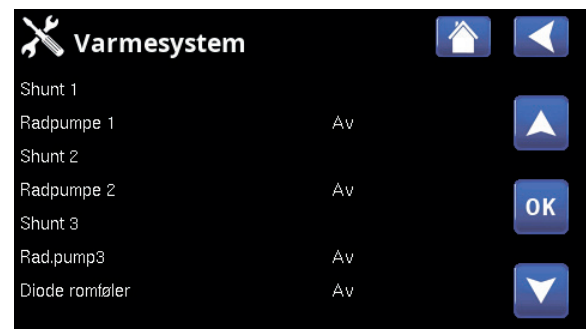 Varmesystem
Shunt 1
Radpumpe 1 Av
Shunt 2
Radpumpe 2 Av
OK
Shunt 3
Rad.pump3 Av
Diode romføler Av